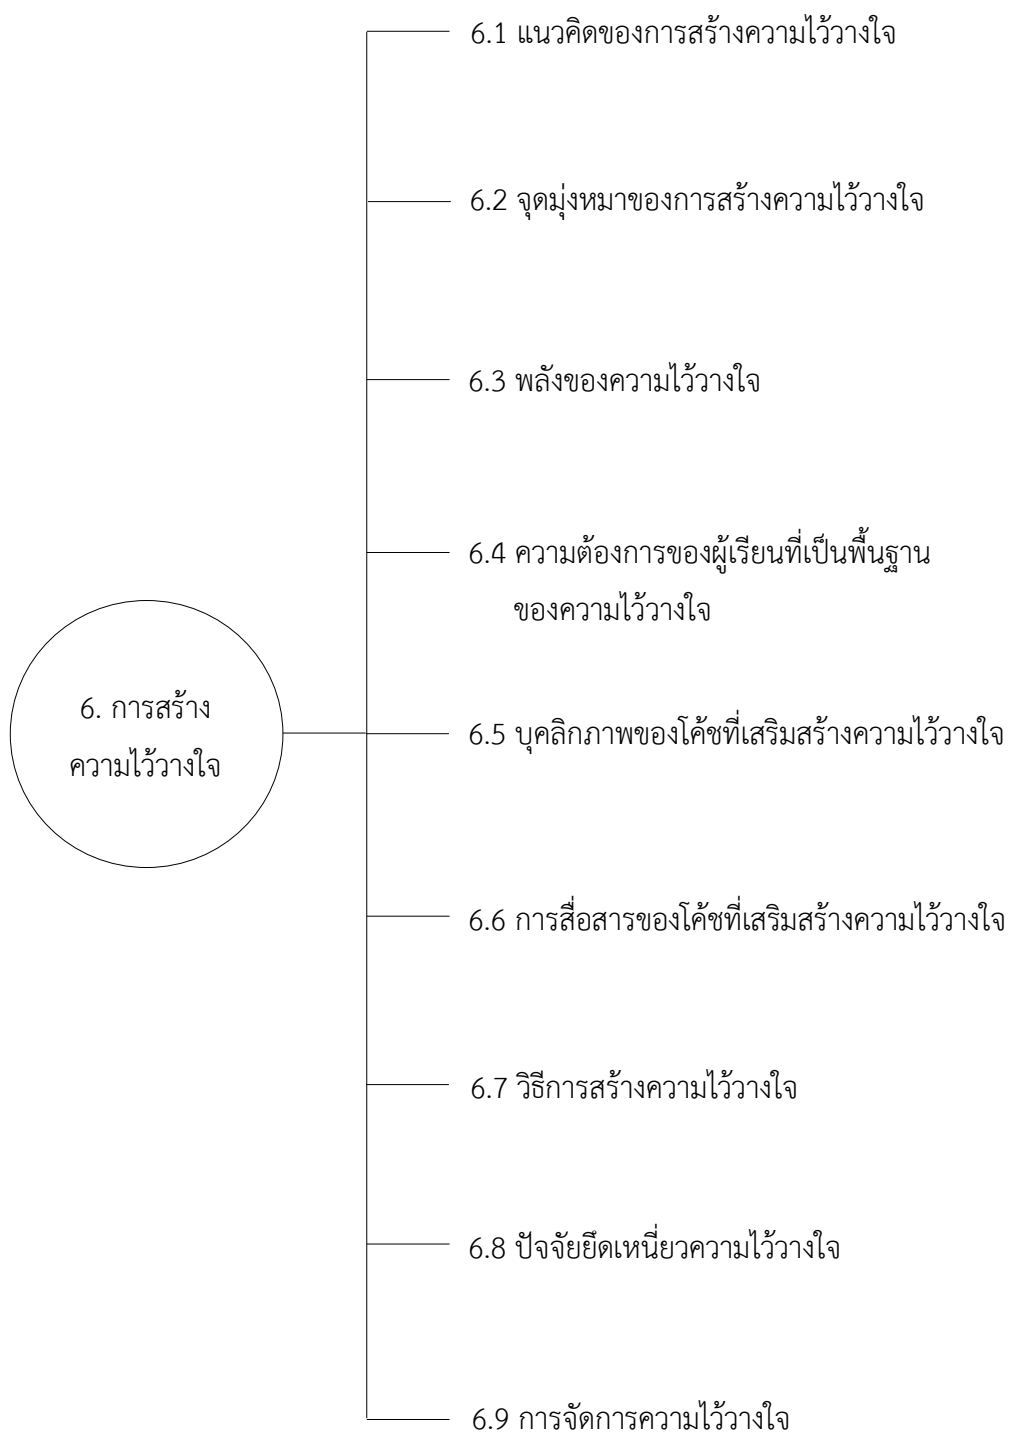 6.1 แนวคิดของการสร้างความไว้วางใจ
6.2 จุดมุ่งหมาของการสร้างความไว้วางใจ
6.3 พลังของความไว้วางใจ
6.4 ความต้องการของผู้เรียนที่เป็นพื้นฐาน
ของความไว้วางใจ
6. การสร้าง
ความไว้วางใจ
6.5 บุคลิกภาพของโค้ชที่เสริมสร้างความไว้วางใจ
6.6 การสื่อสารของโค้ชที่เสริมสร้างความไว้วางใจ
6.7 วิธีการสร้างความไว้วางใจ
6.8 ปัจจัยยึดเหนี่ยวความไว้วางใจ
6.9 การจัดการความไว้วางใจ